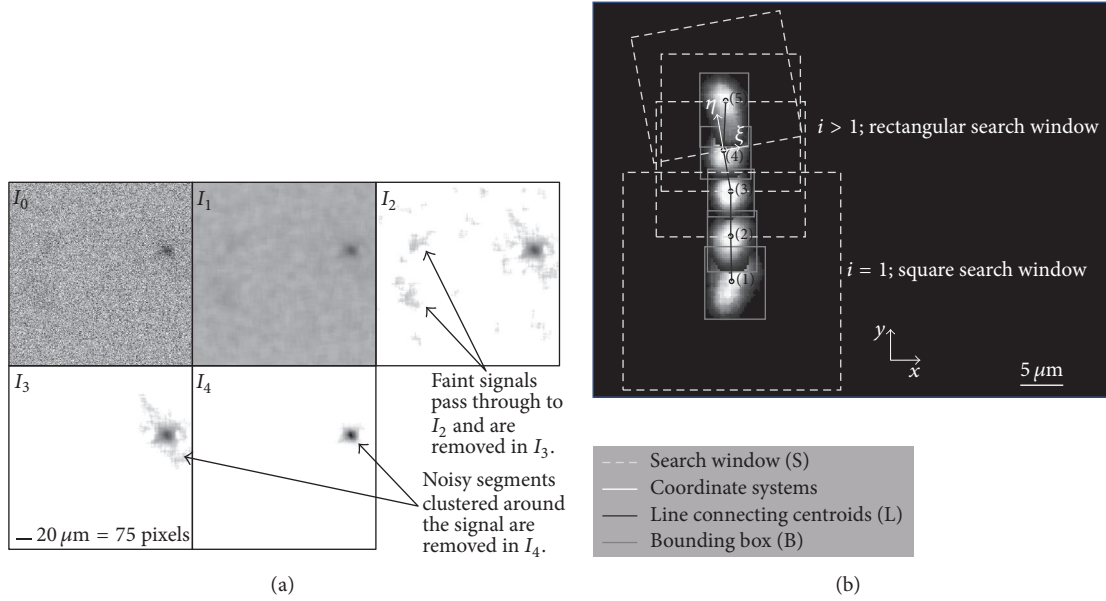 I₀
I₁
I₂
Faint signals
pass through to
I₂ and are
removed in I₃.
I₃
I₄
Noisy segments
clustered around
the signal are
removed in I₄.
20 μm = 75 pixels
(a)
(5)
η
ξ
(4)
(3)
(2)
(1)
i > 1; rectangular search window
i = 1; square search window
y
x
5 μm
Search window (S)
Coordinate systems
Line connecting centroids (L)
Bounding box (B)
(b)